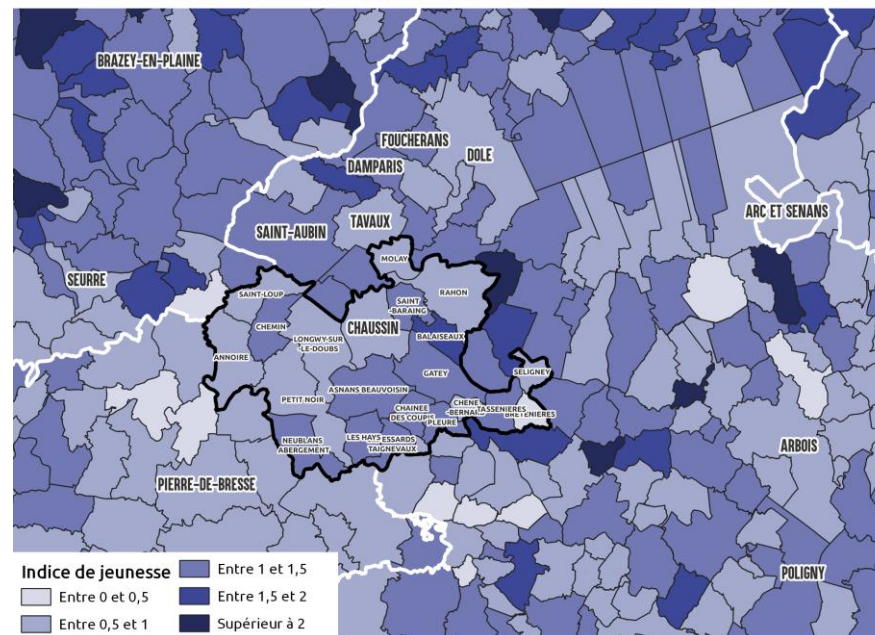 BRAZEY-EN-PLAINE
FOUCHERANS
DOLE
DAMPARIS
ARC ET SENANS
TAVAUX
SAINT-AUBIN
MOLAY
SEURRE
SAINT-LOUP
RAHON
SAINT
BARAING
CHEMIN
CHAUSSIN
LONGWY-SUR
-LE-DOUBS
BALAISEAUX
ANNOIRE
GATEY
SELIGNEY
ASNANS BEAUVOISIN
PETIT NOIR
CHENE
-BERNARD
TASSENIERES
BRETENIERES
CHAINEE
DES COUPIS
PLEURE
NEUBLANS
ABERGEMENT
LES HAYS
ESSARDS
TAIGNEVAUX
ARBOIS
PIERRE-DE-BRESSE
POLIGNY
Indice de jeunesse
Entre 0 et 0,5
Entre 0,5 et 1
Entre 1 et 1,5
Entre 1,5 et 2
Supérieur à 2